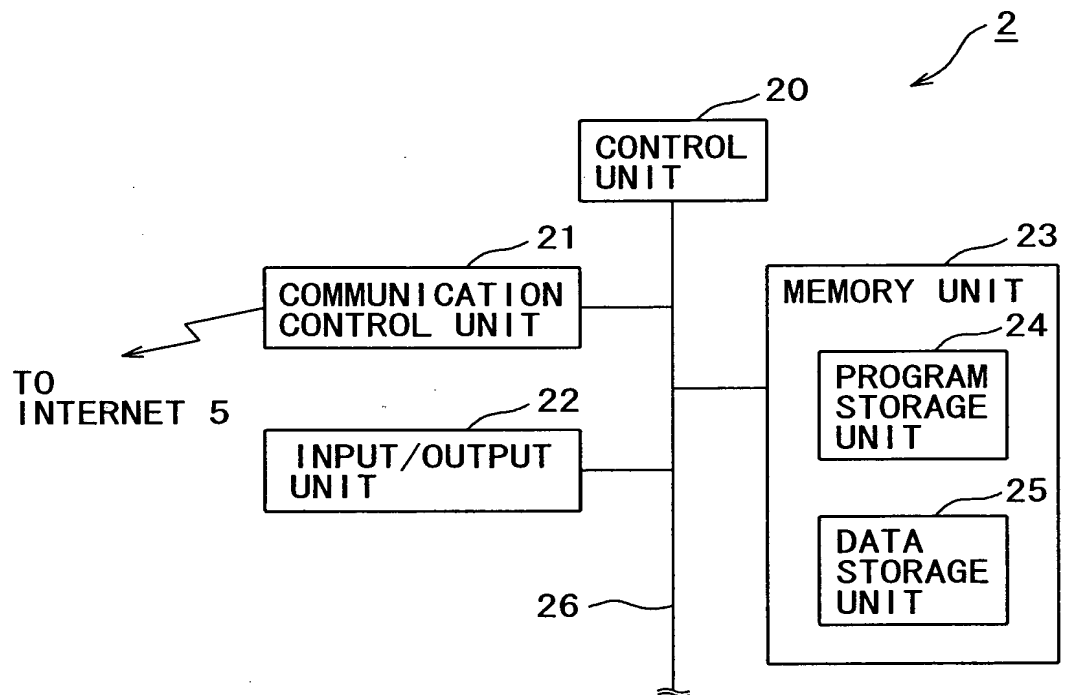 2
20
CONTROL
UNIT
21
COMMUNICATION
CONTROL UNIT
23
MEMORY UNIT
24
PROGRAM
STORAGE
UNIT
TO
INTERNET 5
22
INPUT/OUTPUT
UNIT
25
DATA
STORAGE
UNIT
26